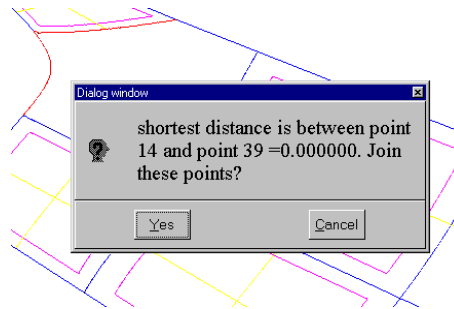 Dialog window
shortest distance is between point
14 and point 39 =0.000000. Join
these points?
Yes
Cancel